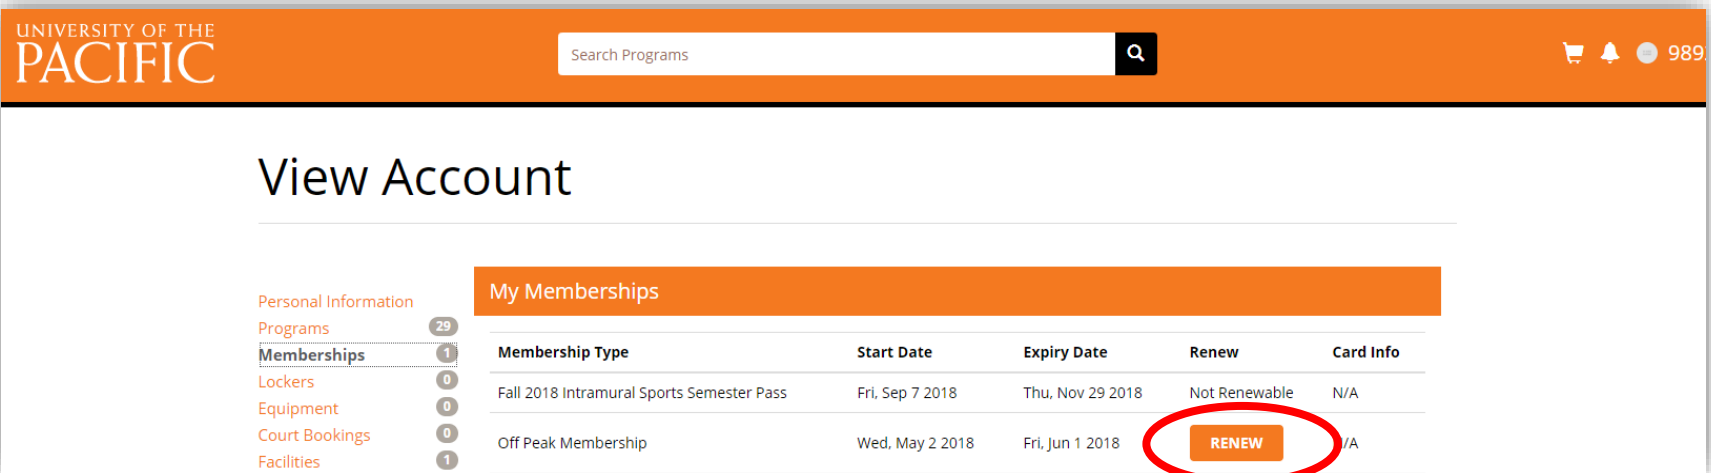 UNIVERSITY OF THE
PACIFIC
Search Programs
989
View Account
Personal Information
Programs 29
Memberships 1
Lockers 0
Equipment 0
Court Bookings 0
Facilities 1
My Memberships
Membership Type Start Date Expiry Date Renew Card Info
Fall 2018 Intramural Sports Semester Pass Fri, Sep 7 2018 Thu, Nov 29 2018 Not Renewable N/A
Off Peak Membership Wed, May 2 2018 Fri, Jun 1 2018 RENEW /A